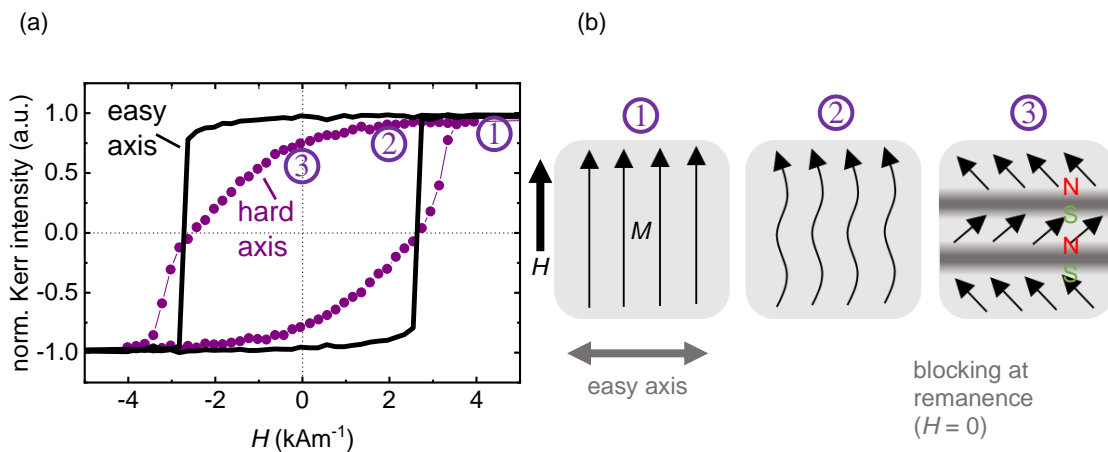 (a)
(b)
norm. Kerr intensity (a.u.)
1.0
0.5
0.0
-0.5
-1.0
easy
axis
hard
axis
1
2
3
-4
-2
0
2
4
H (kAm-1)
1
2
3
H
M
N
S
N
S
easy axis
blocking at
remanence
(H = 0)